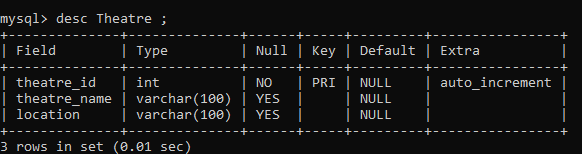 mysql> desc Theatre ;
+--------------+--------------+------+-----+---------+----------------+
| Field        | Type         | Null | Key | Default | Extra          |
+--------------+--------------+------+-----+---------+----------------+
| theatre_id   | int          | NO   | PRI | NULL    | auto_increment |
| theatre_name | varchar(100) | YES  |     | NULL    |                |
| location     | varchar(100) | YES  |     | NULL    |                |
+--------------+--------------+------+-----+---------+----------------+
3 rows in set (0.01 sec)